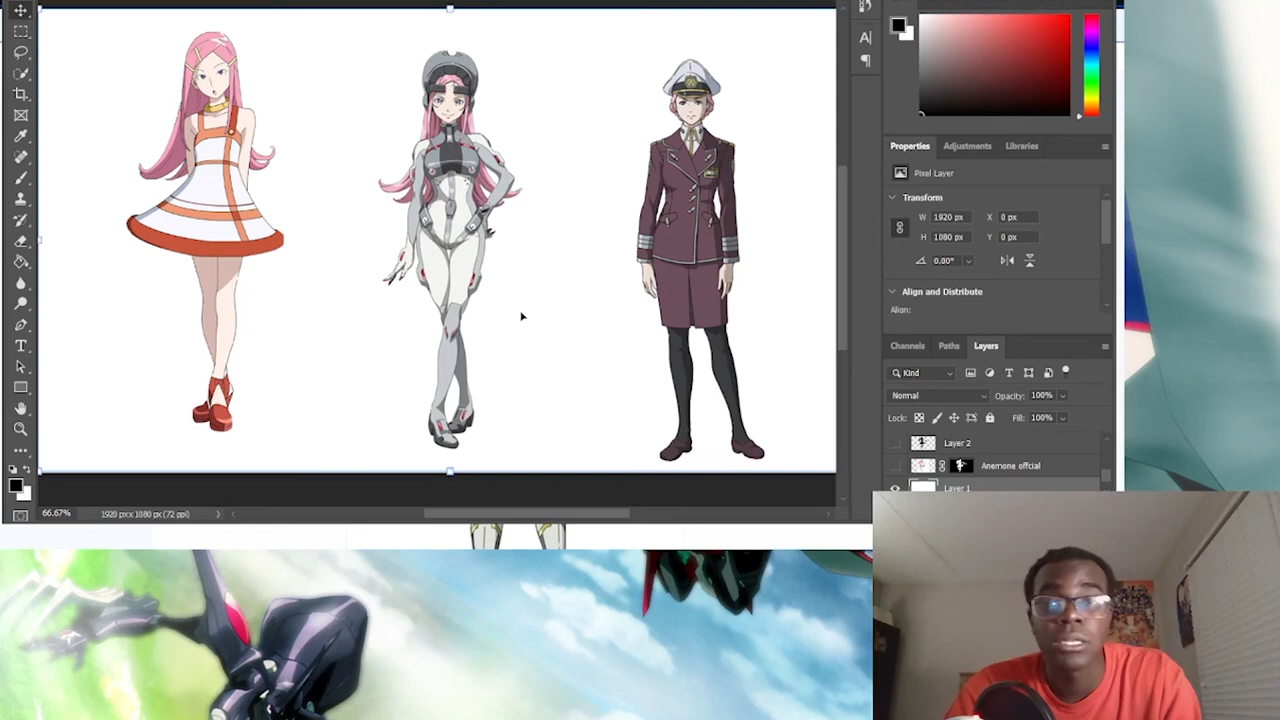 A|
Properties Adjustments Libraries
Pixel Layer
Transform
W 1920 px X 0 px
H 1080 px Y 0 px
0.00°
Align and Distribute
Align:
Channels Paths Layers
Kind
Normal Opacity: 100%
Lock: Fill: 100%
Layer 2
Anemone offcial
Layer 1
66.67% 1920 px x 1080 px (72 ppi)